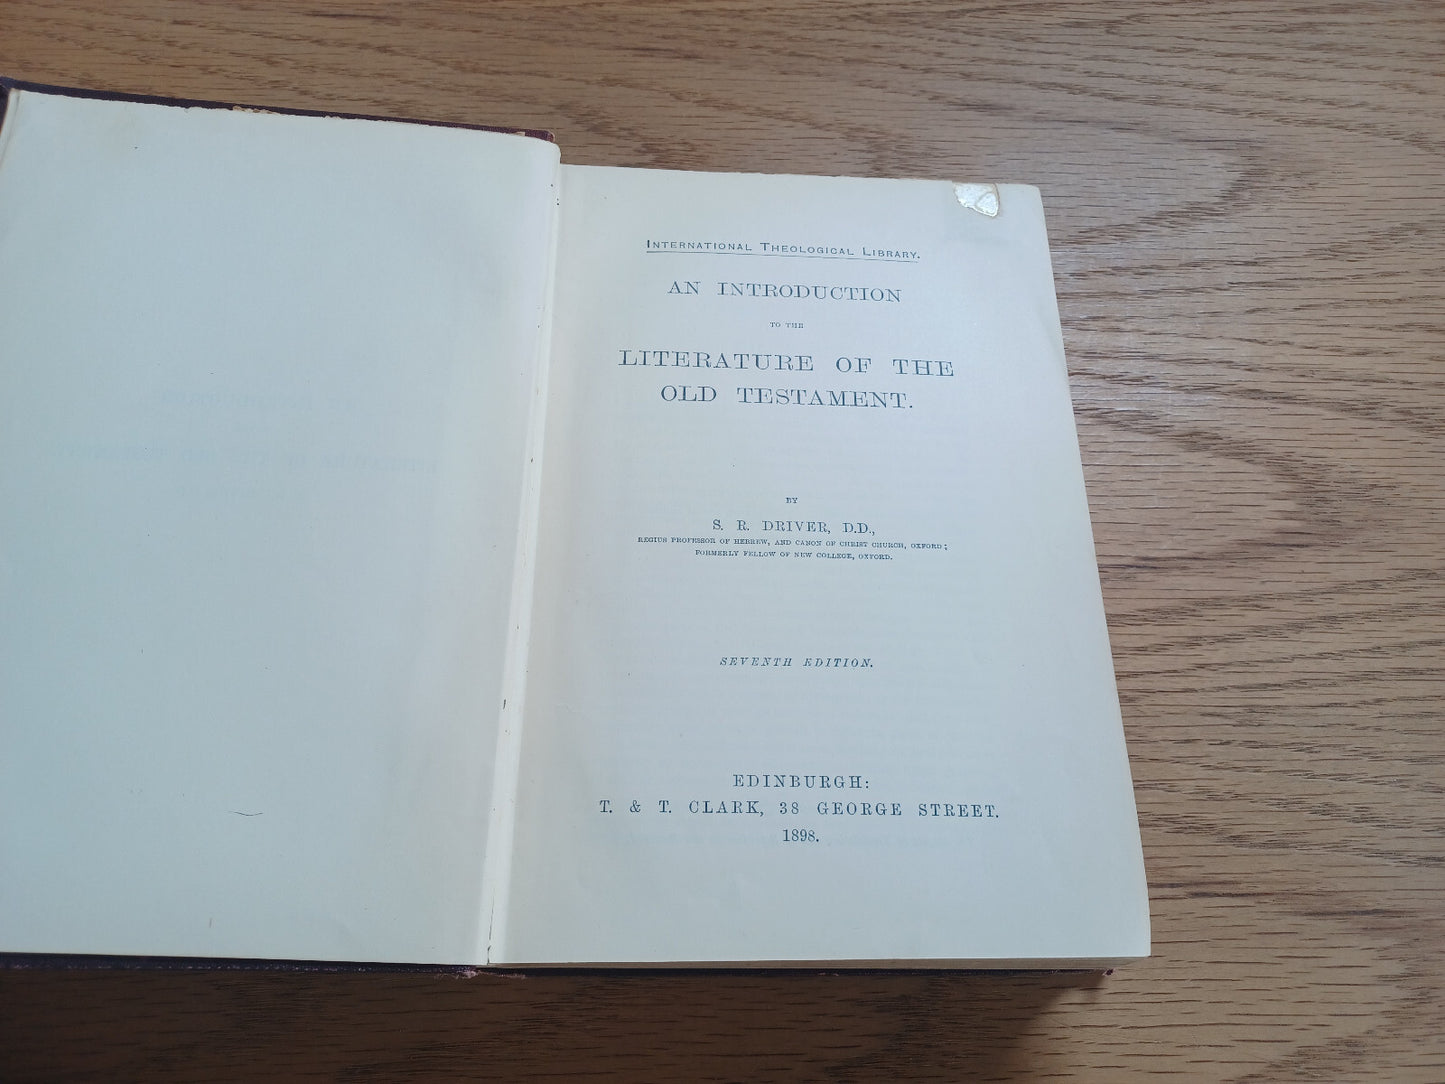 INTERNATIONAL THEOLOGICAL LIBRARY.
AN INTRODUCTION
TO THE
LITERATURE OF THE
OLD TESTAMENT.
BY
S. R. DRIVER, D.D.,
REGIUS PROFESSOR OF HEBREW, AND CANON OF CHRIST CHURCH, OXFORD;
FORMERLY FELLOW OF NEW COLLEGE, OXFORD.
SEVENTH EDITION.
EDINBURGH:
T. & T. CLARK, 38 GEORGE STREET.
1898.